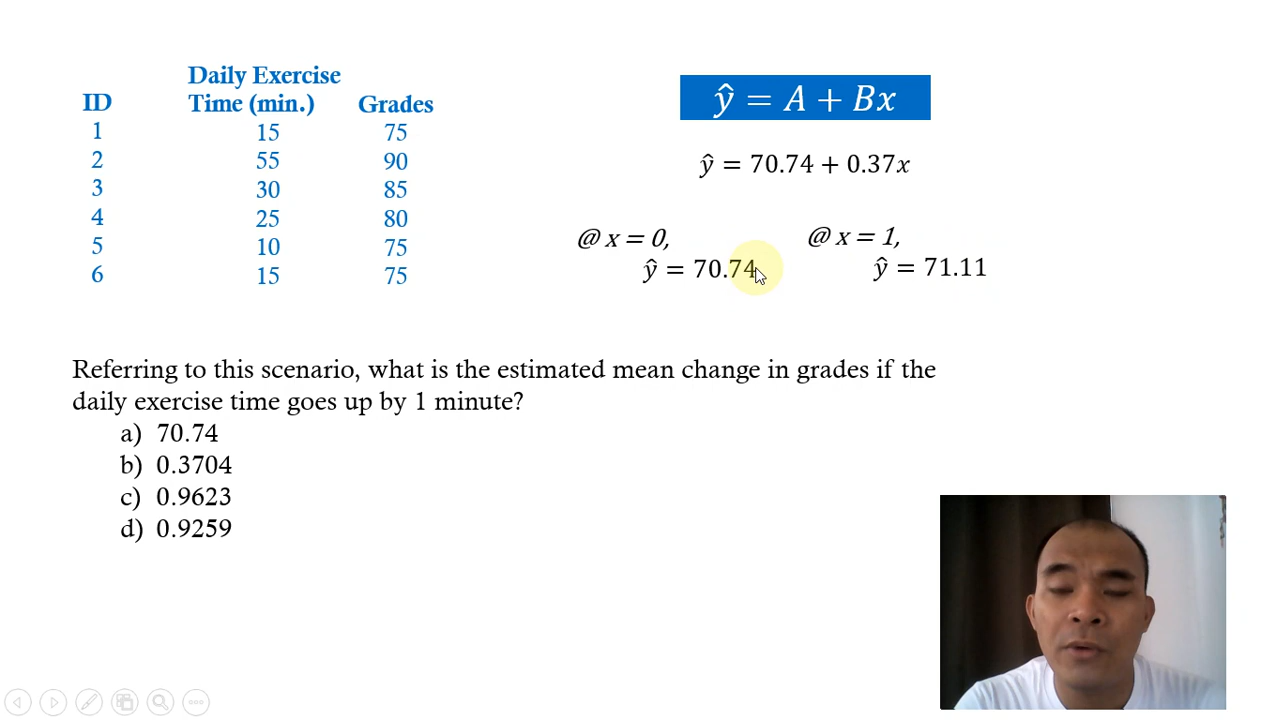 ID Daily Exercise Time (min.) Grades
1 15 75
2 55 90
3 30 85
4 25 80
5 10 75
6 15 75
ŷ = A + Bx
ŷ = 70.74 + 0.37x
@ x = 0,
ŷ = 70.74
@ x = 1,
ŷ = 71.11
Referring to this scenario, what is the estimated mean change in grades if the
daily exercise time goes up by 1 minute?
a) 70.74
b) 0.3704
c) 0.9623
d) 0.9259